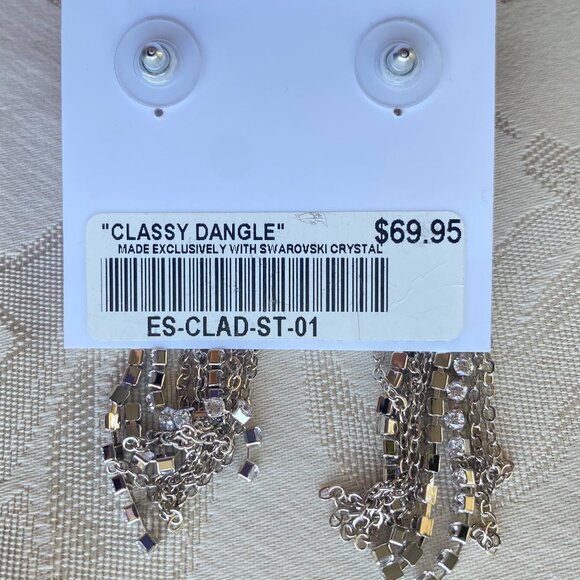 "CLASSY DANGLE" $69.95
MADE EXCLUSIVELY WITH SWAROVSKI CRYSTAL
ES-CLAD-ST-01